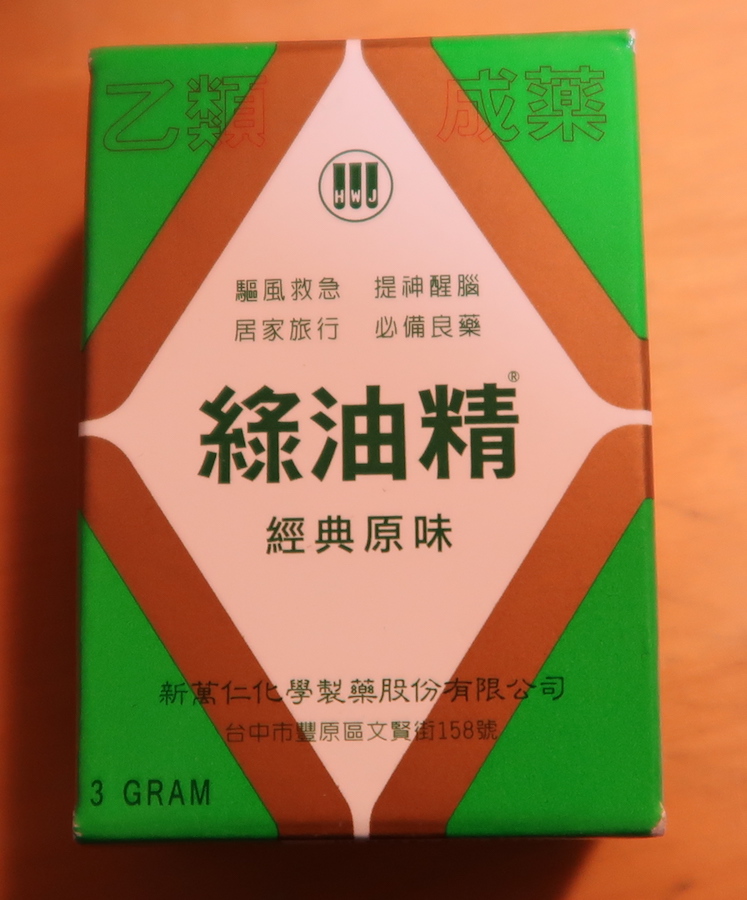 乙類 成藥
HWJ
驅風救急 提神醒腦
居家旅行 必備良藥
綠油精®
經典原味
新萬仁化學製藥股份有限公司
台中市豐原區文賢街158號
3 GRAM